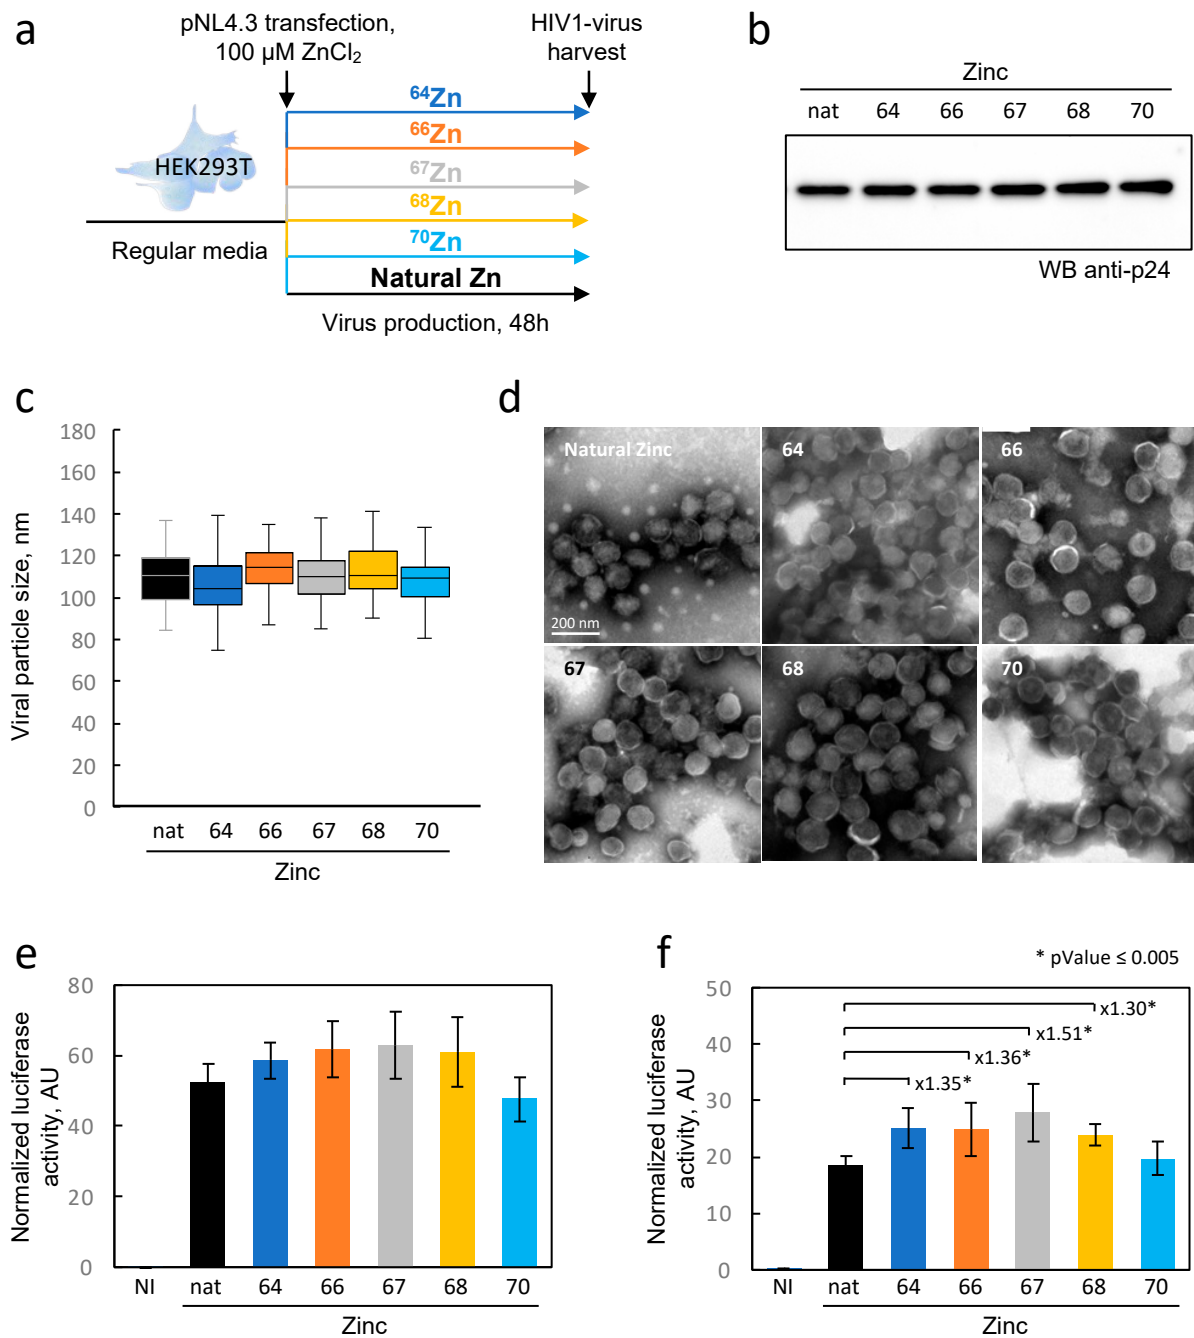 a
pNL4.3 transfection,
100 µM ZnCl₂
HIV1-virus
harvest
HEK293T
Regular media
⁶⁴Zn
⁶⁶Zn
⁶⁷Zn
⁶⁸Zn
⁷⁰Zn
Natural Zn
Virus production, 48h
b
Zinc
nat 64 66 67 68 70
WB anti-p24
c
Viral particle size, nm
180
160
140
120
100
80
60
40
20
0
nat 64 66 67 68 70
Zinc
d
Natural Zinc
200 nm
64
66
67
68
70
e
Normalized luciferase
activity, AU
80
60
40
20
0
NI nat 64 66 67 68 70
Zinc
f
* pValue ≤ 0.005
Normalized luciferase
activity, AU
50
40
30
20
10
0
x1.30*
x1.51*
x1.36*
x1.35*
NI nat 64 66 67 68 70
Zinc